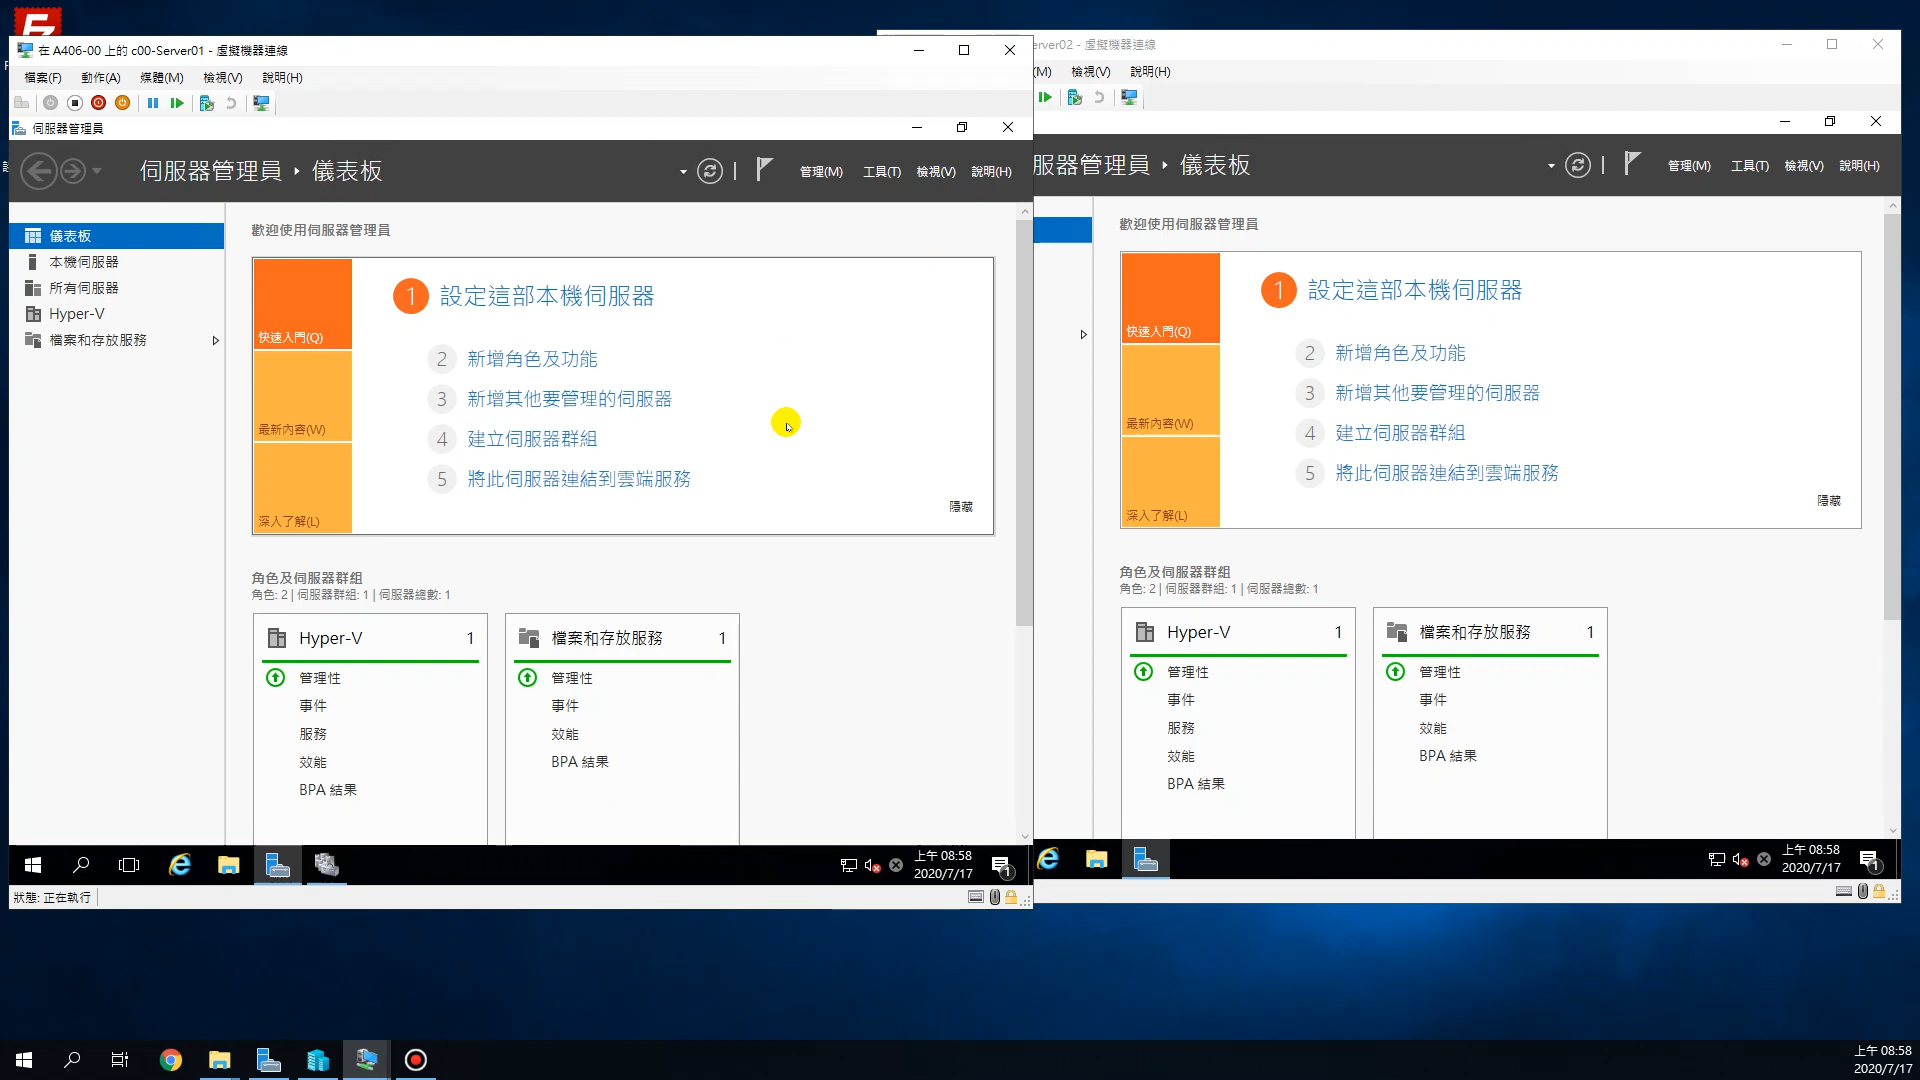 在 A406-00 上的 c00-Server01 - 虛擬機器連線
檔案(F) 動作(A) 媒體(M) 檢視(V) 說明(H)
伺服器管理員
伺服器管理員 ‣ 儀表板
管理(M) 工具(T) 檢視(V) 說明(H)
儀表板
本機伺服器
所有伺服器
Hyper-V
檔案和存放服務
歡迎使用伺服器管理員
快速入門(Q)
最新內容(W)
深入了解(L)
1 設定這部本機伺服器
2 新增角色及功能
3 新增其他要管理的伺服器
4 建立伺服器群組
5 將此伺服器連結到雲端服務
隱藏
角色及伺服器群組
角色: 2 | 伺服器群組: 1 | 伺服器總數: 1
Hyper-V 1
管理性
事件
服務
效能
BPA 結果
檔案和存放服務 1
管理性
事件
效能
BPA 結果
上午 08:58
2020/7/17
1
狀態: 正在執行
erver02 - 虛擬機器連線
(M) 檢視(V) 說明(H)
服器管理員 ‣ 儀表板
管理(M) 工具(T) 檢視(V) 說明(H)
歡迎使用伺服器管理員
快速入門(Q)
最新內容(W)
深入了解(L)
1 設定這部本機伺服器
2 新增角色及功能
3 新增其他要管理的伺服器
4 建立伺服器群組
5 將此伺服器連結到雲端服務
隱藏
角色及伺服器群組
角色: 2 | 伺服器群組: 1 | 伺服器總數: 1
Hyper-V 1
管理性
事件
服務
效能
BPA 結果
檔案和存放服務 1
管理性
事件
效能
BPA 結果
上午 08:58
2020/7/17
1
上午 08:58
2020/7/17